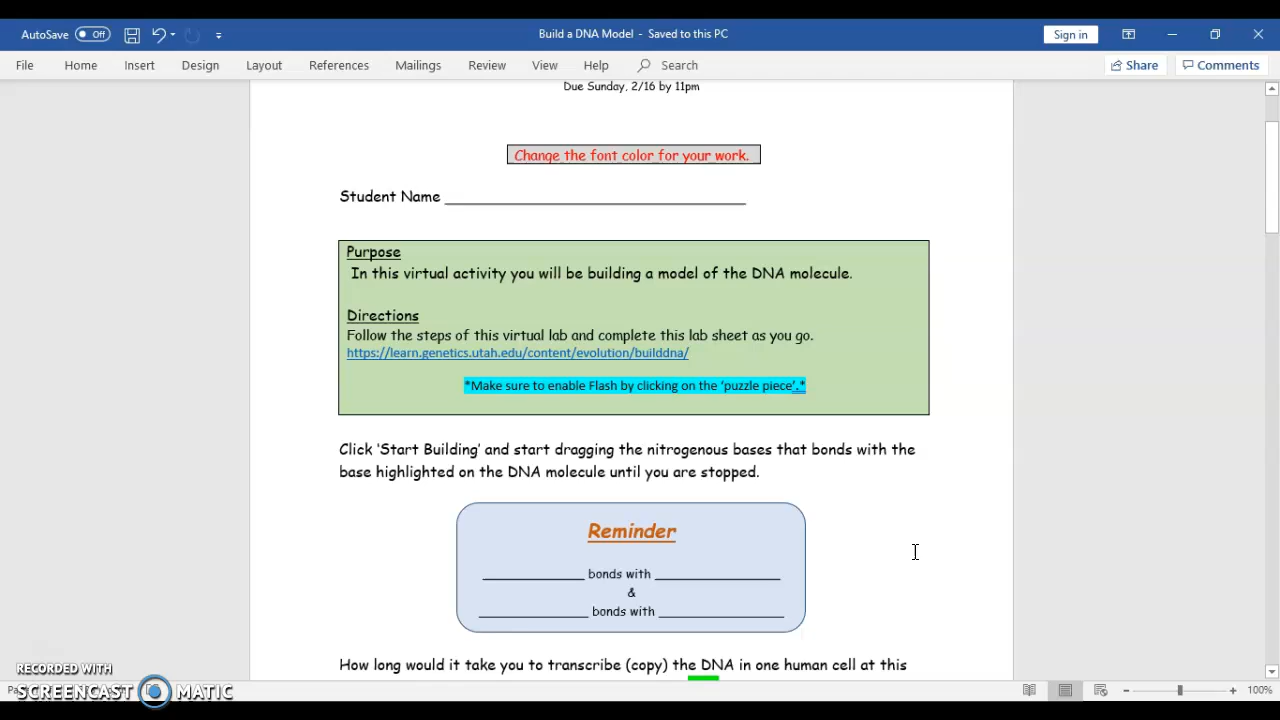 AutoSave Off Build a DNA Model - Saved to this PC Sign in
File Home Insert Design Layout References Mailings Review View Help Search Share Comments
Due Sunday, 2/16 by 11pm
Change the font color for your work.
Student Name ________________________________
Purpose
In this virtual activity you will be building a model of the DNA molecule.
Directions
Follow the steps of this virtual lab and complete this lab sheet as you go.
https://learn.genetics.utah.edu/content/evolution/builddna/
*Make sure to enable Flash by clicking on the ‘puzzle piece’.*
Click ‘Start Building’ and start dragging the nitrogenous bases that bonds with the
base highlighted on the DNA molecule until you are stopped.
Reminder
______________ bonds with _________________
&
_______________ bonds with _________________
How long would it take you to transcribe (copy) the DNA in one human cell at this
RECORDED WITH
SCREENCAST MATIC
100%